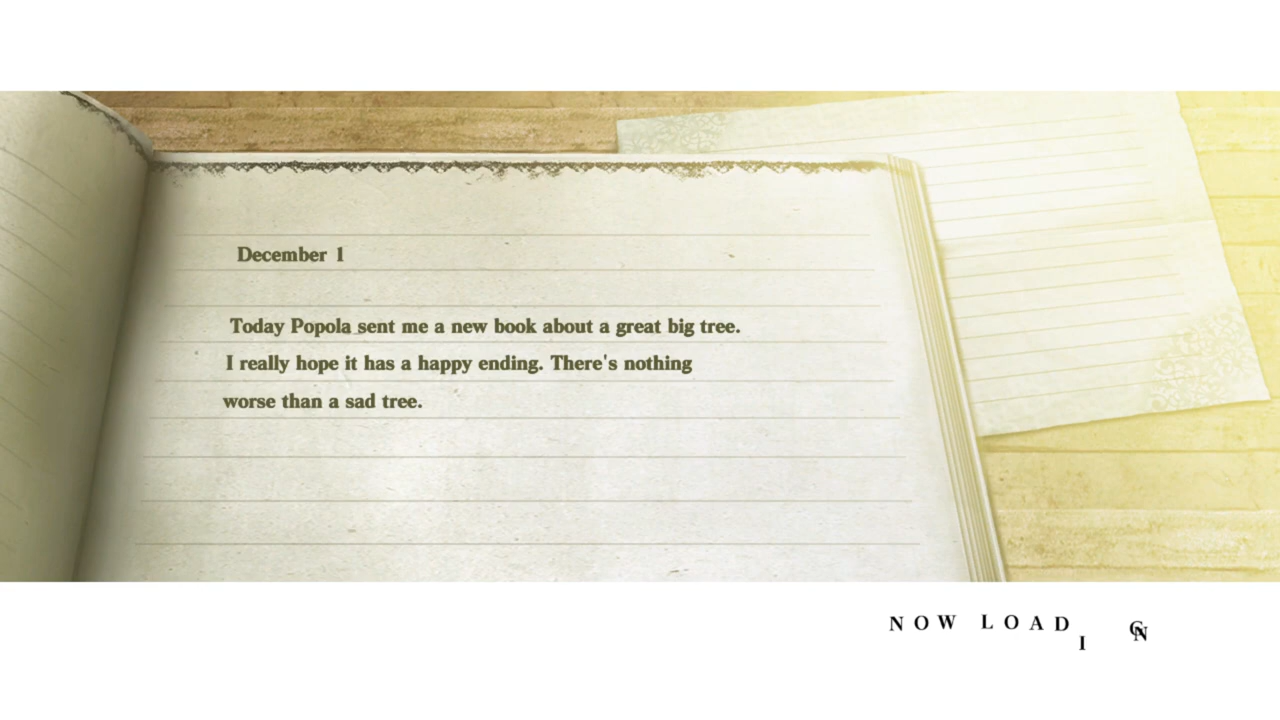 December 1
Today Popola sent me a new book about a great big tree.
I really hope it has a happy ending. There's nothing
worse than a sad tree.
NOW LOADING